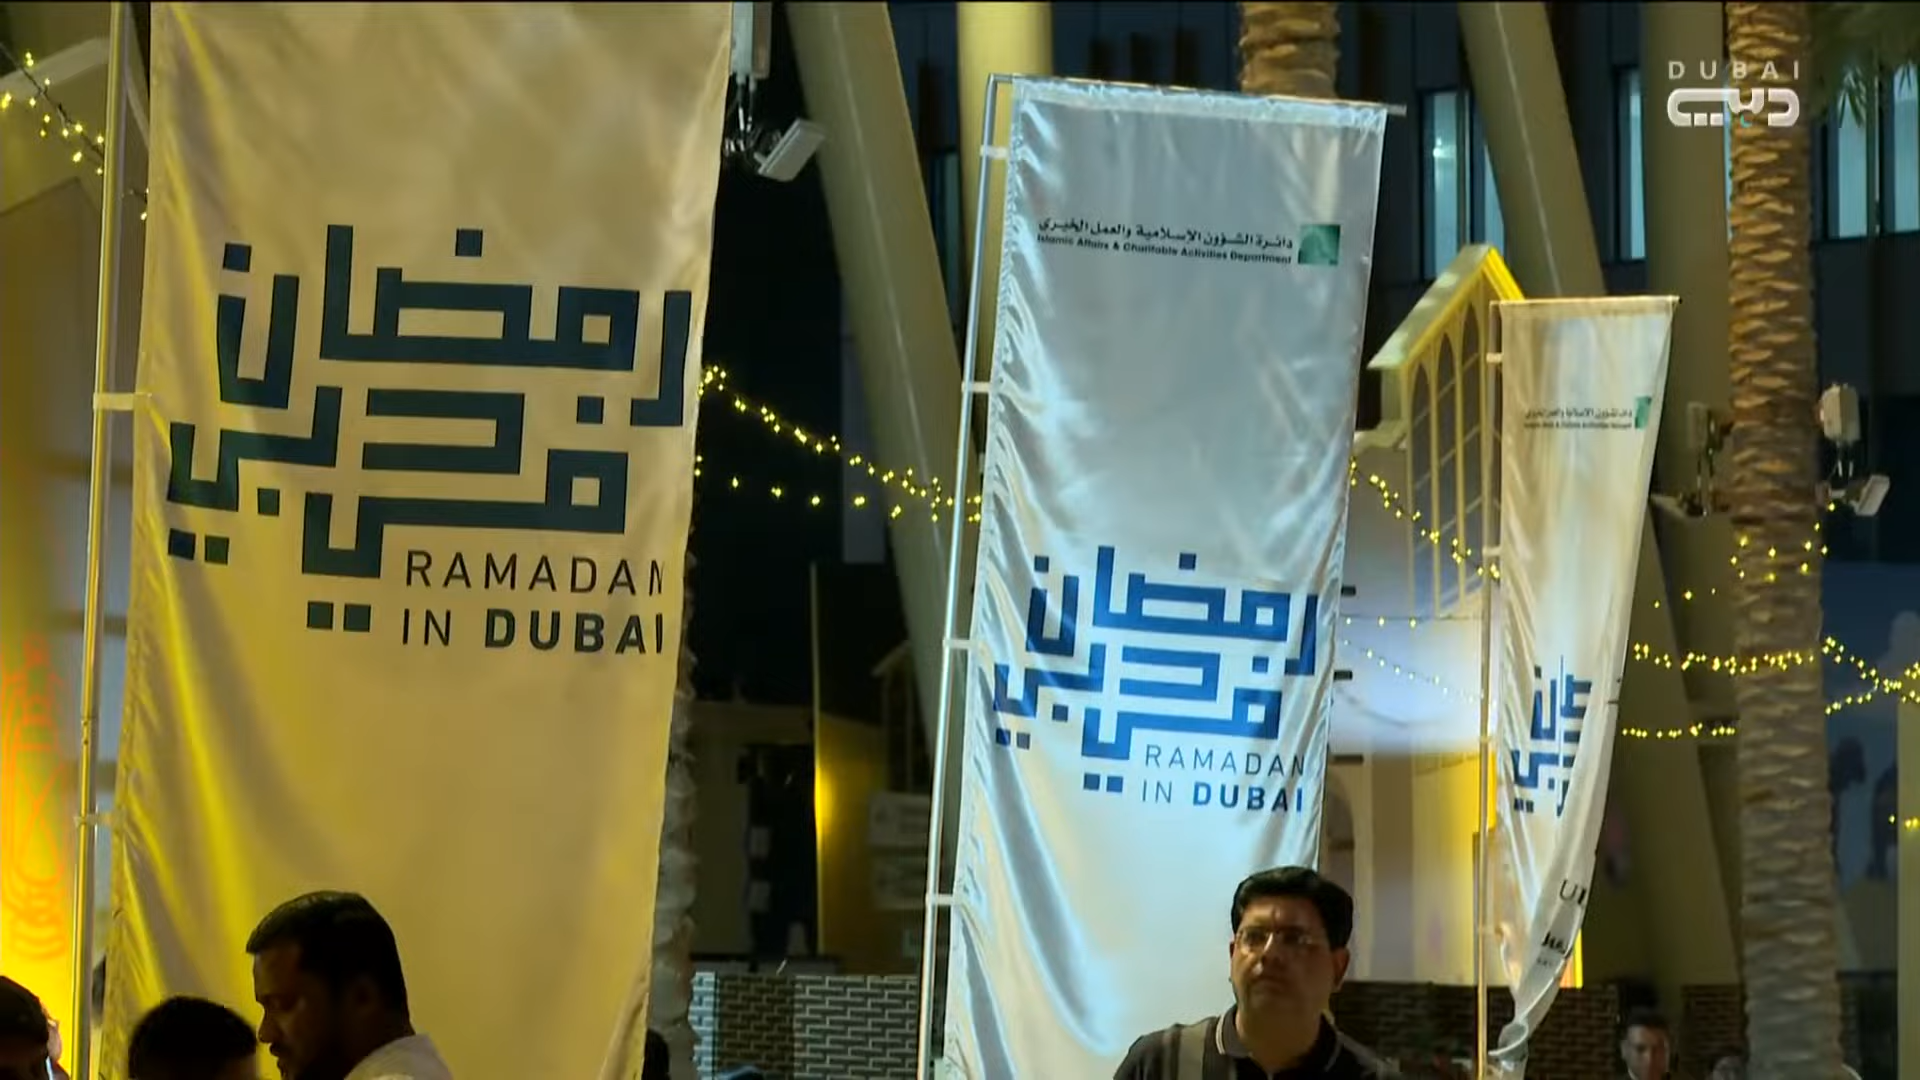 رمضان
في دبي
RAMADAN
IN DUBAI
دائرة الشؤون الإسلامية والعمل الخيري
Islamic Affairs & Charitable Activities Department
رمضان
في دبي
RAMADAN
IN DUBAI
DUBAI
دبي